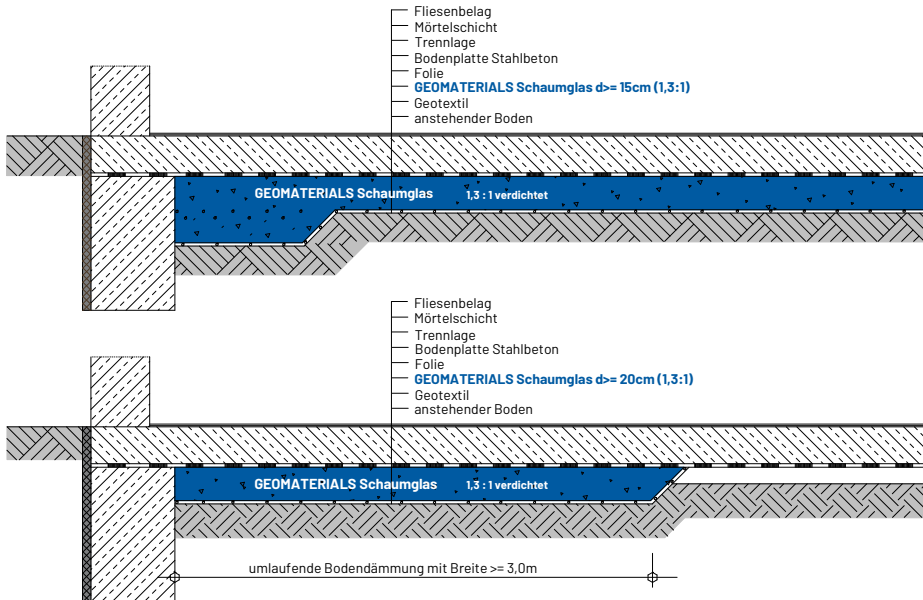 Fliesenbelag
Mörtelschicht
Trennlage
Bodenplatte Stahlbeton
Folie
GEOMATERIALS Schaumglas d>= 15cm (1,3:1)
Geotextil
anstehender Boden
GEOMATERIALS Schaumglas 1,3 : 1 verdichtet
Fliesenbelag
Mörtelschicht
Trennlage
Bodenplatte Stahlbeton
Folie
GEOMATERIALS Schaumglas d>= 20cm (1,3:1)
Geotextil
anstehender Boden
GEOMATERIALS Schaumglas 1,3 : 1 verdichtet
umlaufende Bodendämmung mit Breite >= 3,0m